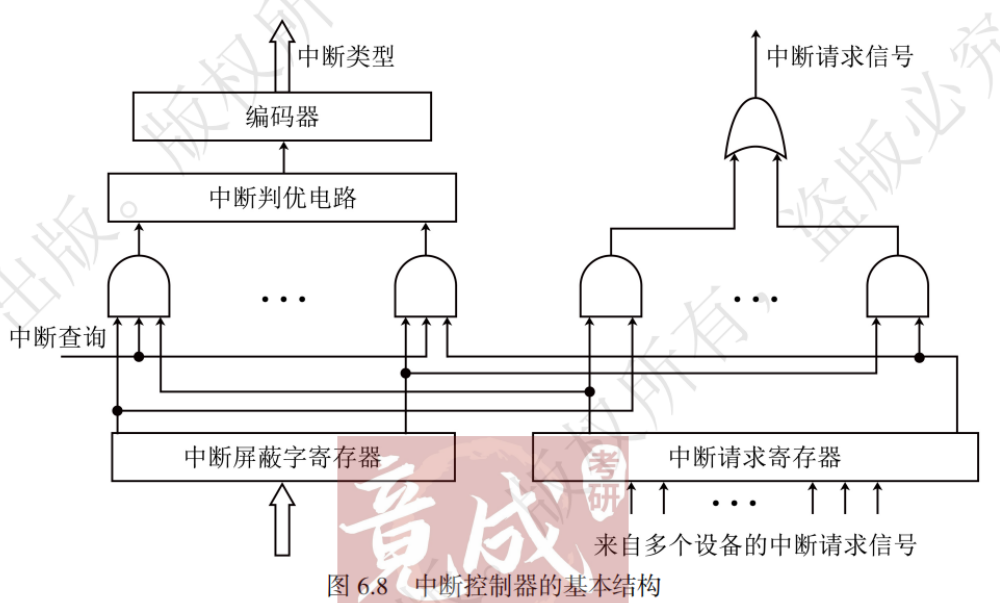 中断类型
中断请求信号
编码器
中断判优电路
...
...
中断查询
中断屏蔽字寄存器
中断请求寄存器
...
来自多个设备的中断请求信号
竟成
考研
图 6.8 中断控制器的基本结构
出版。版权所
版权所有,
盗版必究